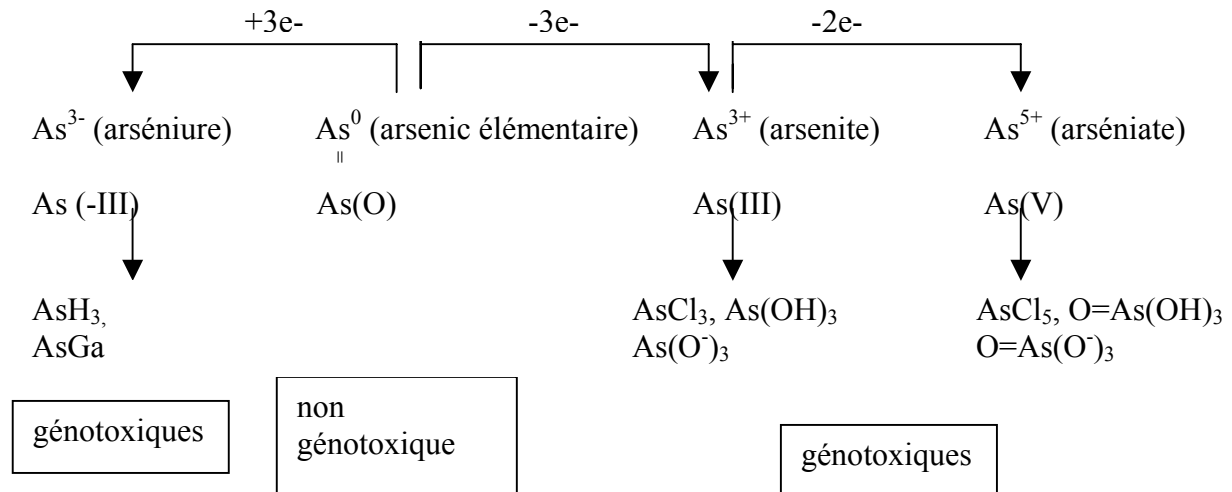 +3e- -3e- -2e-
As³⁻ (arséniure) As⁰ (arsenic élémentaire) As³⁺ (arsenite) As⁵⁺ (arséniate)
=
As (-III) As(O) As(III) As(V)
AsH₃, AsCl₃, As(OH)₃ AsCl₅, O=As(OH)₃
AsGa As(O⁻)₃ O=As(O⁻)₃
génotoxiques
non
génotoxique
génotoxiques